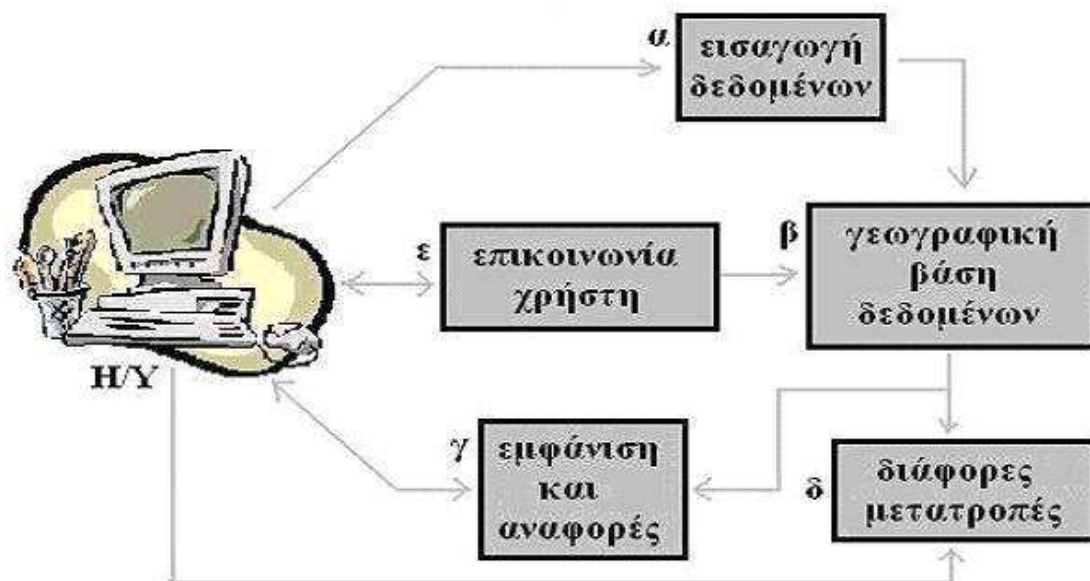 α
εισαγωγή
δεδομένων
ε
επικοινωνία
χρήστη
β
γεωγραφική
βάση
δεδομένων
Η/Υ
γ
εμφάνιση
και
αναφορές
δ
διάφορες
μετατροπές